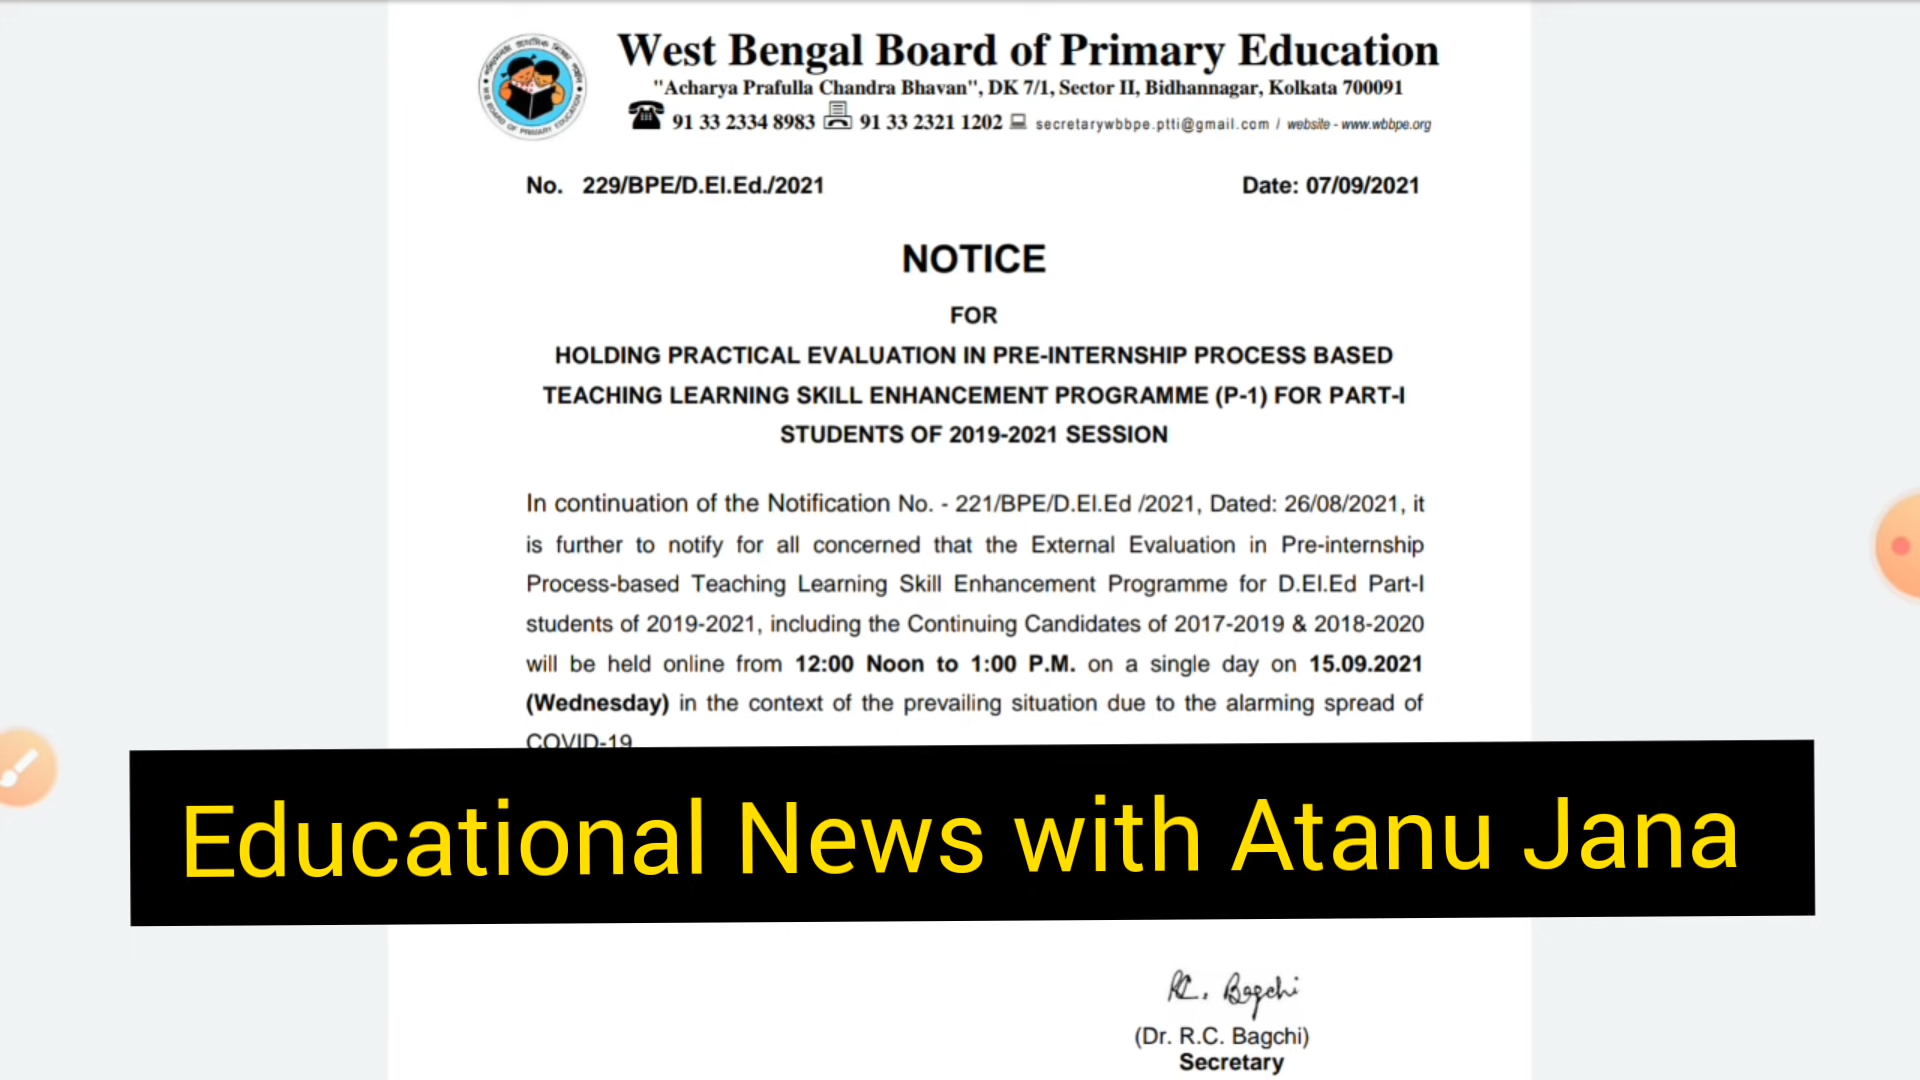 West Bengal Board of Primary Education
"Acharya Prafulla Chandra Bhavan", DK 7/1, Sector II, Bidhannagar, Kolkata 700091
91 33 2334 8983 91 33 2321 1202 secretarywbbpe.ptti@gmail.com / website - www.wbbpe.org
No. 229/BPE/D.El.Ed./2021 Date: 07/09/2021
NOTICE
FOR
HOLDING PRACTICAL EVALUATION IN PRE-INTERNSHIP PROCESS BASED
TEACHING LEARNING SKILL ENHANCEMENT PROGRAMME (P-1) FOR PART-I
STUDENTS OF 2019-2021 SESSION
In continuation of the Notification No. - 221/BPE/D.El.Ed /2021, Dated: 26/08/2021, it
is further to notify for all concerned that the External Evaluation in Pre-internship
Process-based Teaching Learning Skill Enhancement Programme for D.El.Ed Part-I
students of 2019-2021, including the Continuing Candidates of 2017-2019 & 2018-2020
will be held online from 12:00 Noon to 1:00 P.M. on a single day on 15.09.2021
(Wednesday) in the context of the prevailing situation due to the alarming spread of
COVID-19
Educational News with Atanu Jana
R.C. Bagchi
(Dr. R.C. Bagchi)
Secretary